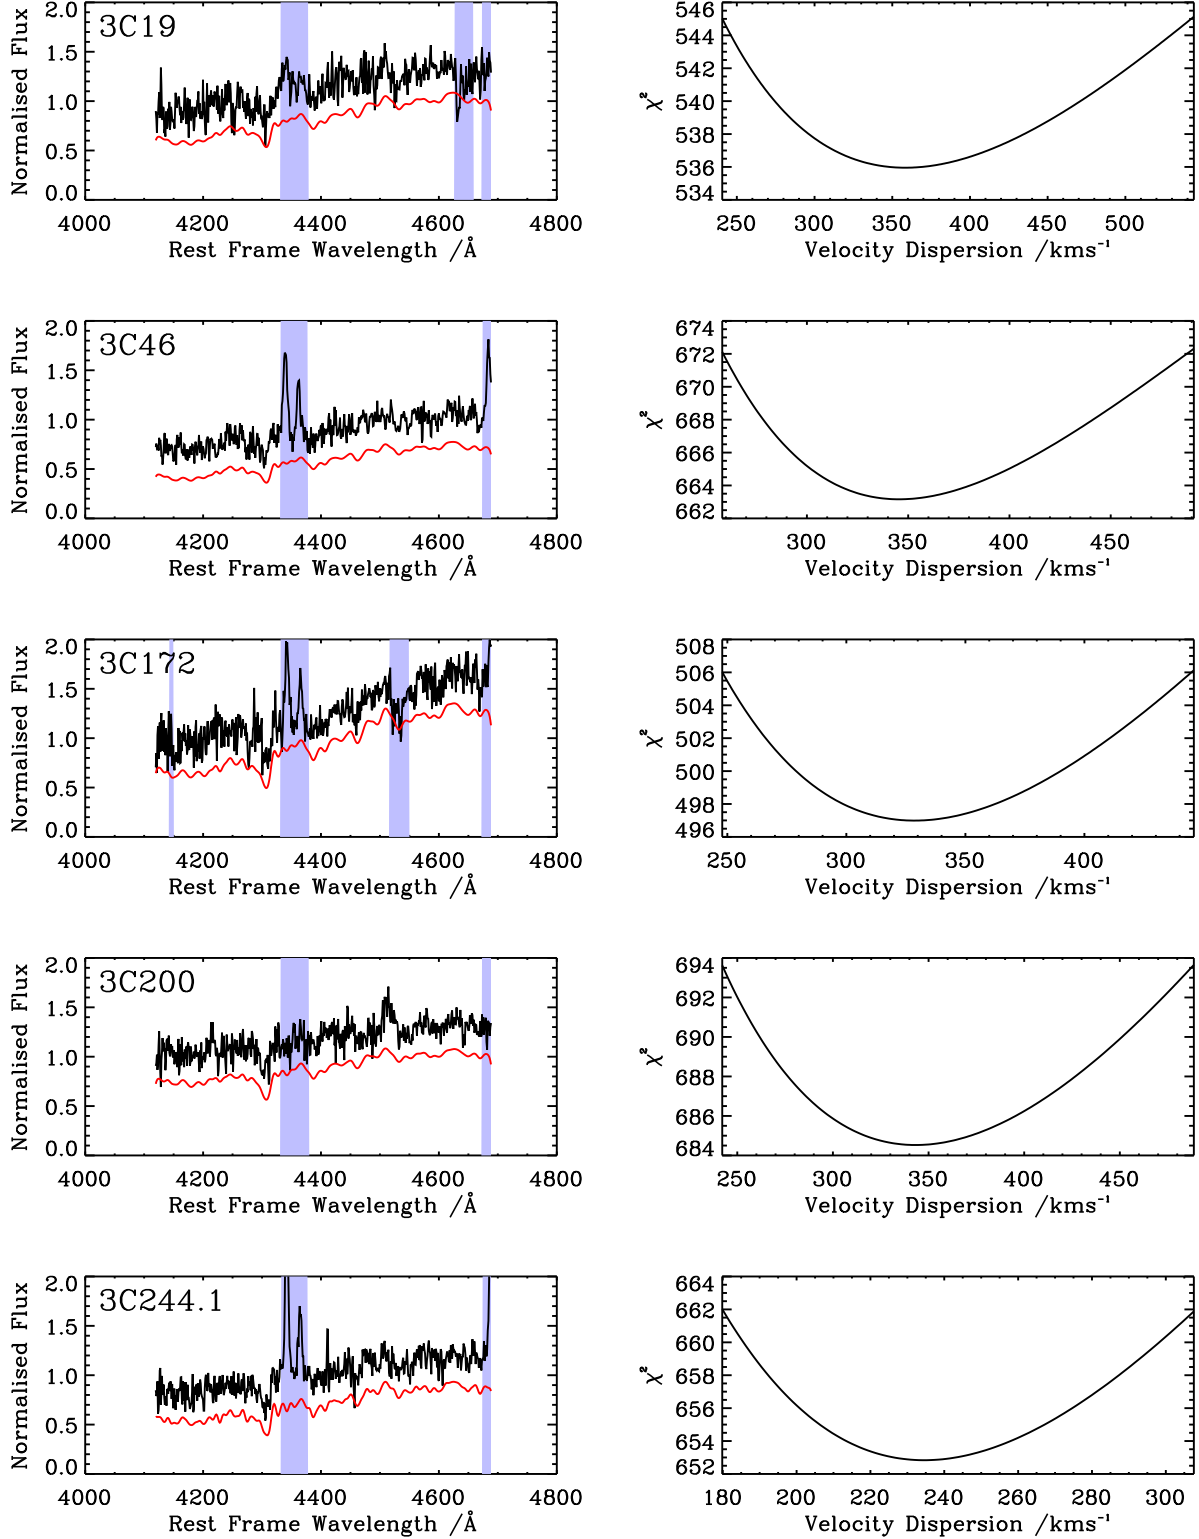 3C19
Normalised Flux
2.0
1.5
1.0
0.5
0.0
4000 4200 4400 4600 4800
Rest Frame Wavelength /Å
χ²
546
544
542
540
538
536
534
250 300 350 400 450 500
Velocity Dispersion /kms⁻¹
3C46
Normalised Flux
2.0
1.5
1.0
0.5
0.0
4000 4200 4400 4600 4800
Rest Frame Wavelength /Å
χ²
674
672
670
668
666
664
662
300 350 400 450
Velocity Dispersion /kms⁻¹
3C172
Normalised Flux
2.0
1.5
1.0
0.5
0.0
4000 4200 4400 4600 4800
Rest Frame Wavelength /Å
χ²
508
506
504
502
500
498
496
250 300 350 400
Velocity Dispersion /kms⁻¹
3C200
Normalised Flux
2.0
1.5
1.0
0.5
0.0
4000 4200 4400 4600 4800
Rest Frame Wavelength /Å
χ²
694
692
690
688
686
684
250 300 350 400 450
Velocity Dispersion /kms⁻¹
3C244.1
Normalised Flux
2.0
1.5
1.0
0.5
0.0
4000 4200 4400 4600 4800
Rest Frame Wavelength /Å
χ²
664
662
660
658
656
654
652
180 200 220 240 260 280 300
Velocity Dispersion /kms⁻¹